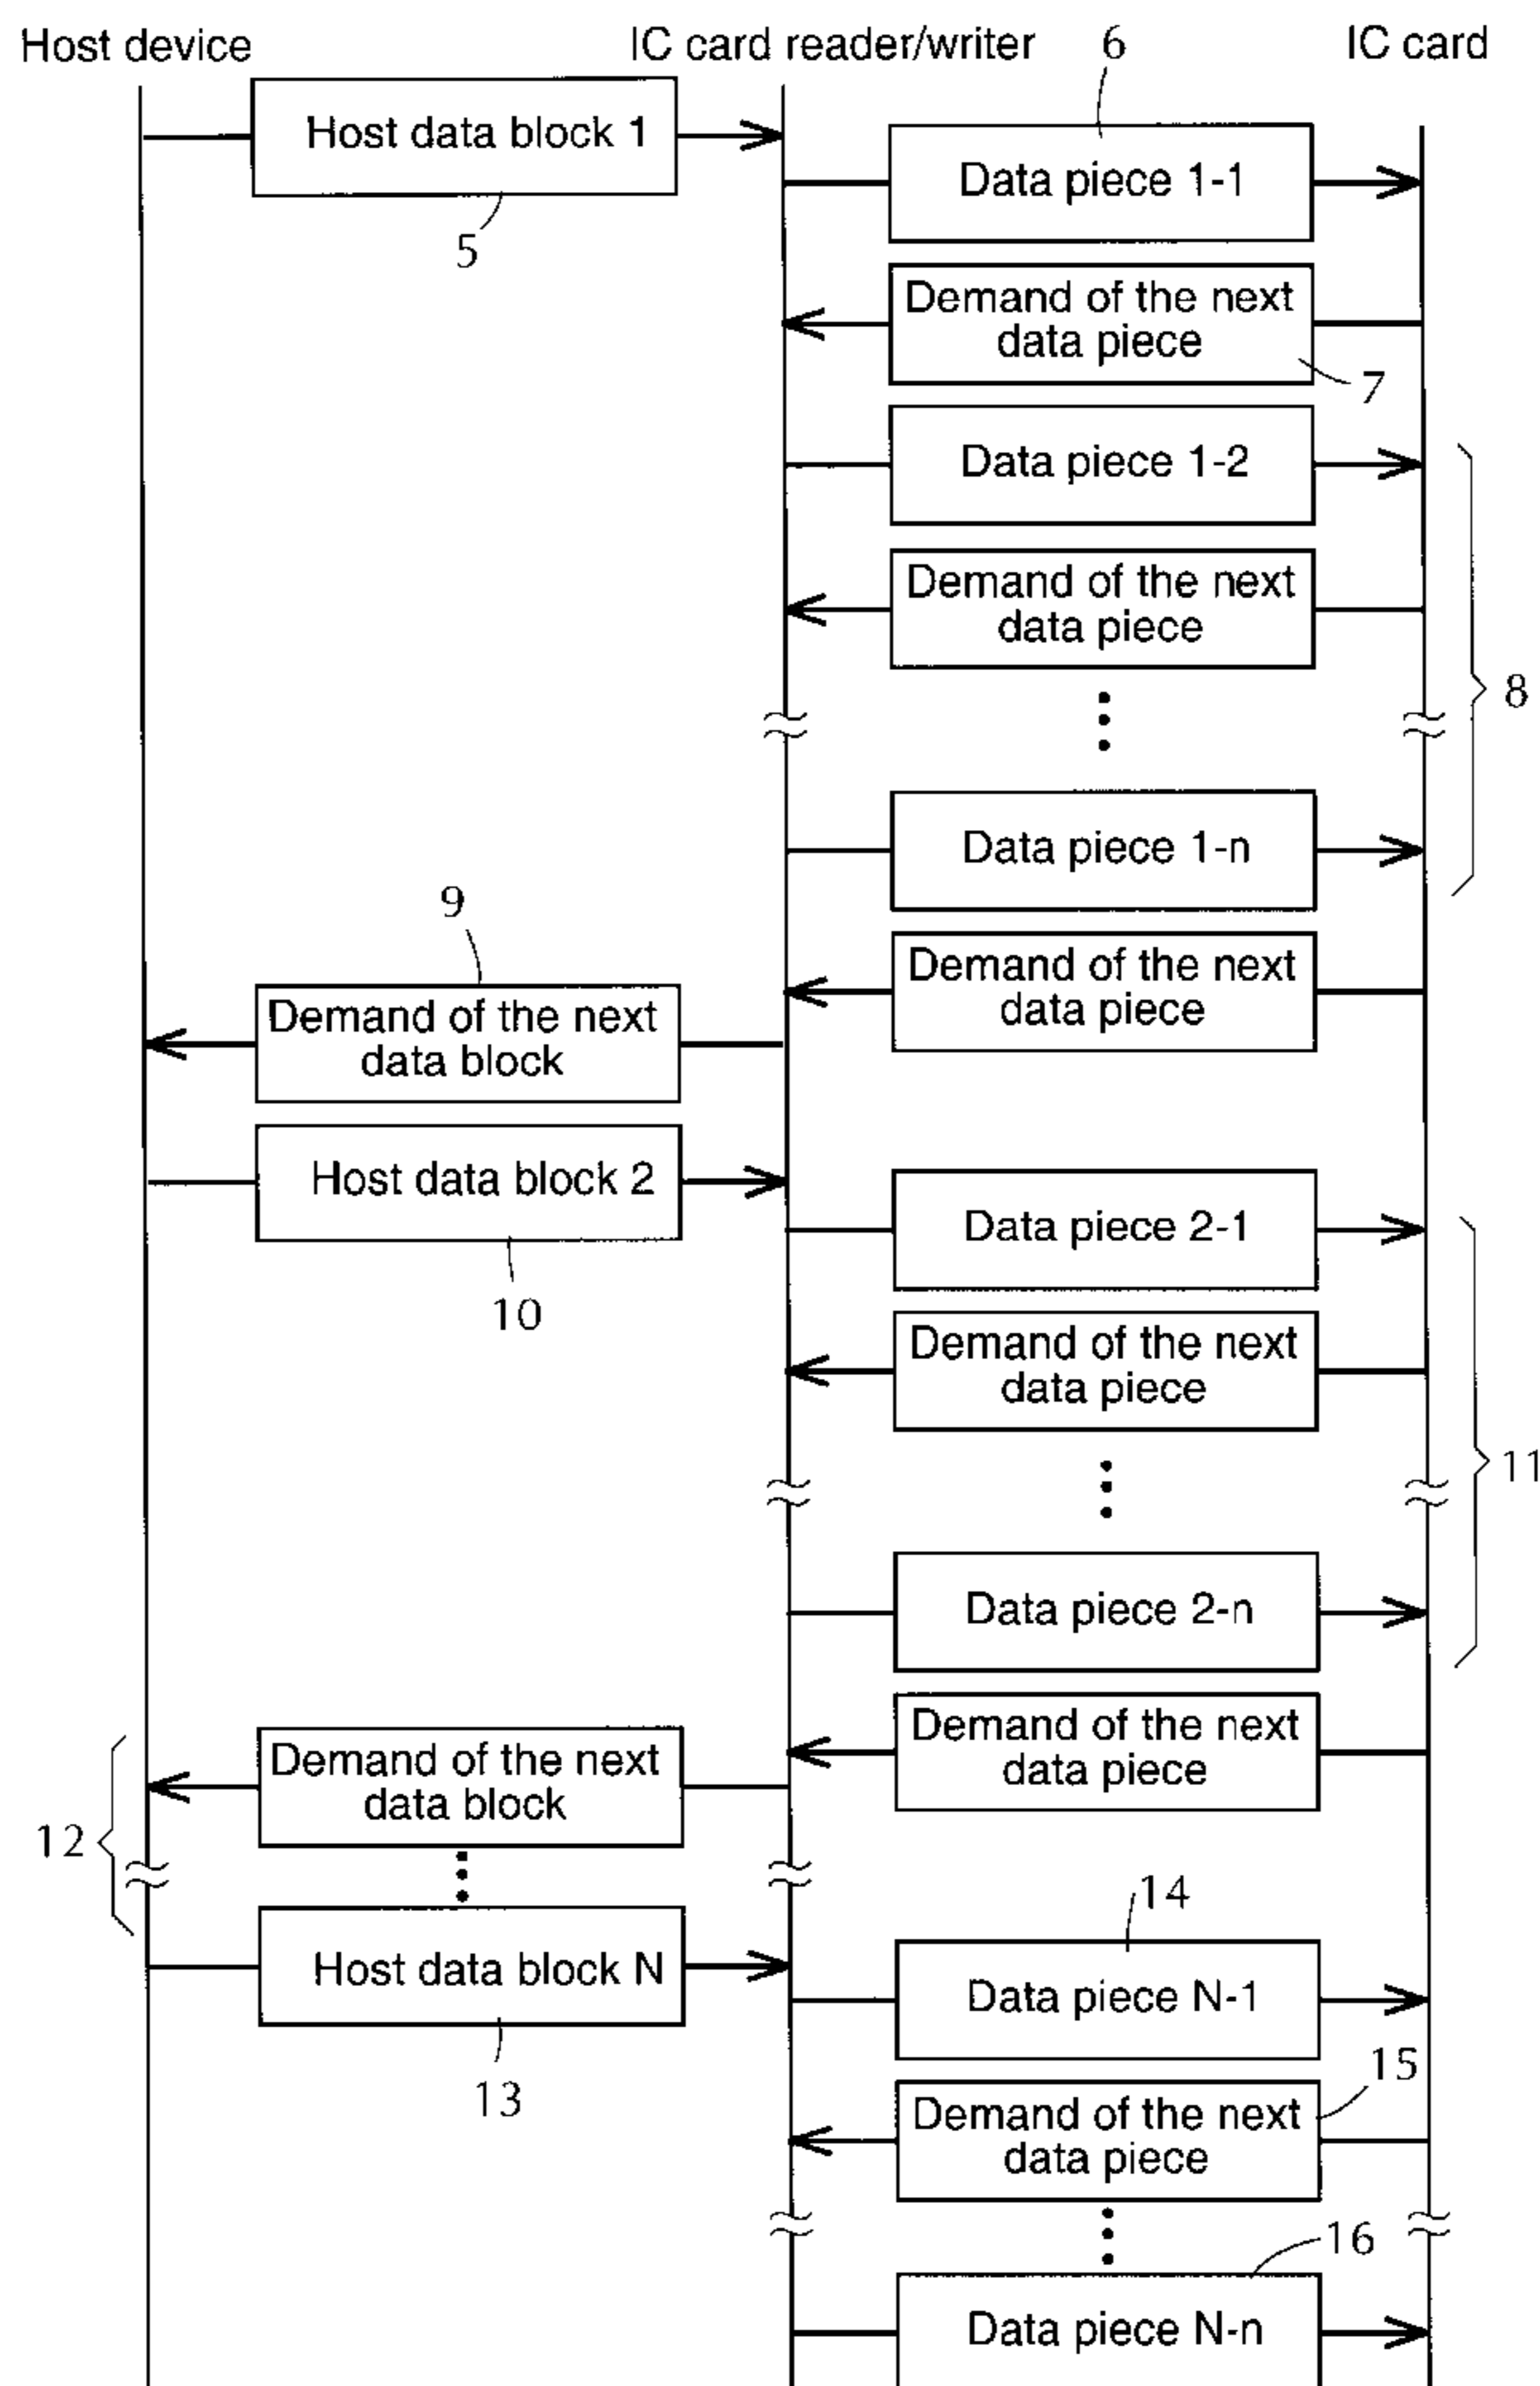 Host device
IC card reader/writer
6
IC card
Host data block 1
5
Data piece 1-1
Demand of the next
data piece
7
Data piece 1-2
Demand of the next
data piece
8
Data piece 1-n
9
Demand of the next
data piece
Demand of the next
data block
Host data block 2
10
Data piece 2-1
Demand of the next
data piece
11
Data piece 2-n
Demand of the next
data piece
Demand of the next
data block
12
14
Host data block N
13
Data piece N-1
15
Demand of the next
data piece
16
Data piece N-n